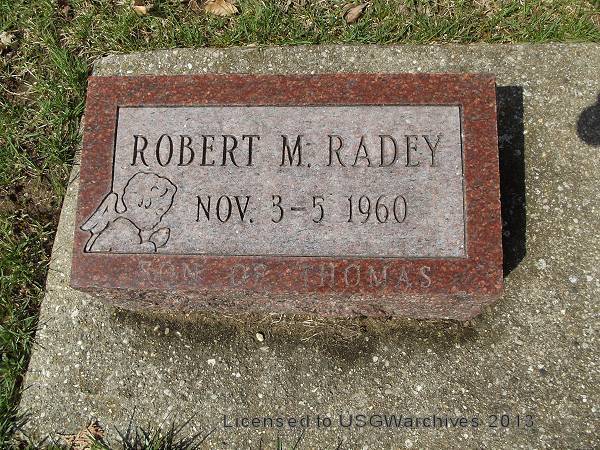 ROBERT M. RADEY
NOV. 3-5 1960
SON OF THOMAS
Licensed to USGWarchives 2013